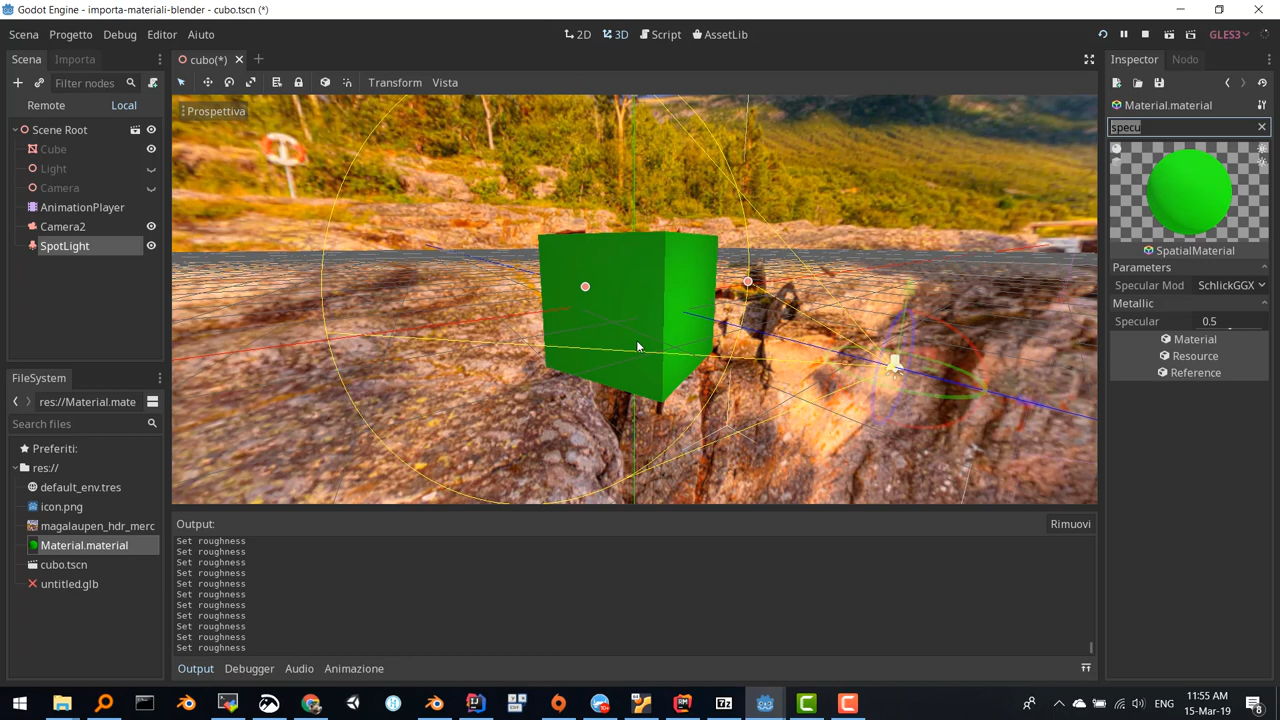 Godot Engine - importa-materiali-blender - cubo.tscn (*)
Scena Progetto Debug Editor Aiuto
2D 3D Script AssetLib
GLES3
Scena Importa
cubo(*)
Inspector Nodo
Filter nodes
Transform Vista
Remote Local
Material.material
Prospettiva
specu
Scene Root
Cube
Light
Camera
AnimationPlayer
Camera2
SpotLight
SpatialMaterial
Parameters
Specular Mod SchlickGGX
Metallic
Specular 0.5
Material
Resource
Reference
FileSystem
res://Material.mate
Search files
Preferiti:
res://
default_env.tres
icon.png
magalaupen_hdr_merc
Material.material
cubo.tscn
untitled.glb
Output:
Rimuovi
Set roughness
Set roughness
Set roughness
Set roughness
Set roughness
Set roughness
Set roughness
Set roughness
Set roughness
Set roughness
Set roughness
Output Debugger Audio Animazione
10+
7z
ENG
11:55 AM
15-Mar-19
8